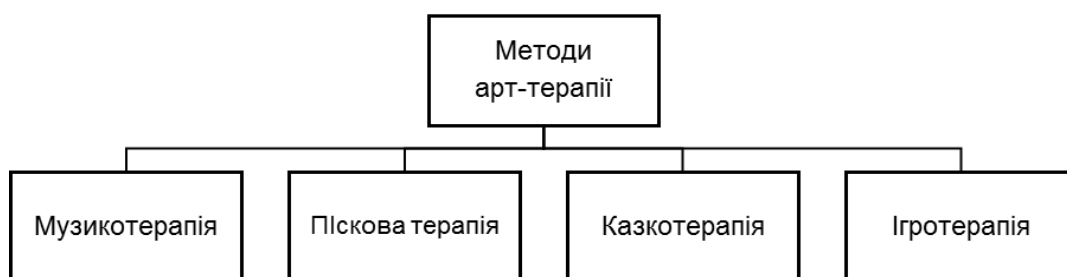 Методи
арт-терапії
Музикотерапія
ПІскова терапія
Казкотерапія
Ігротерапія